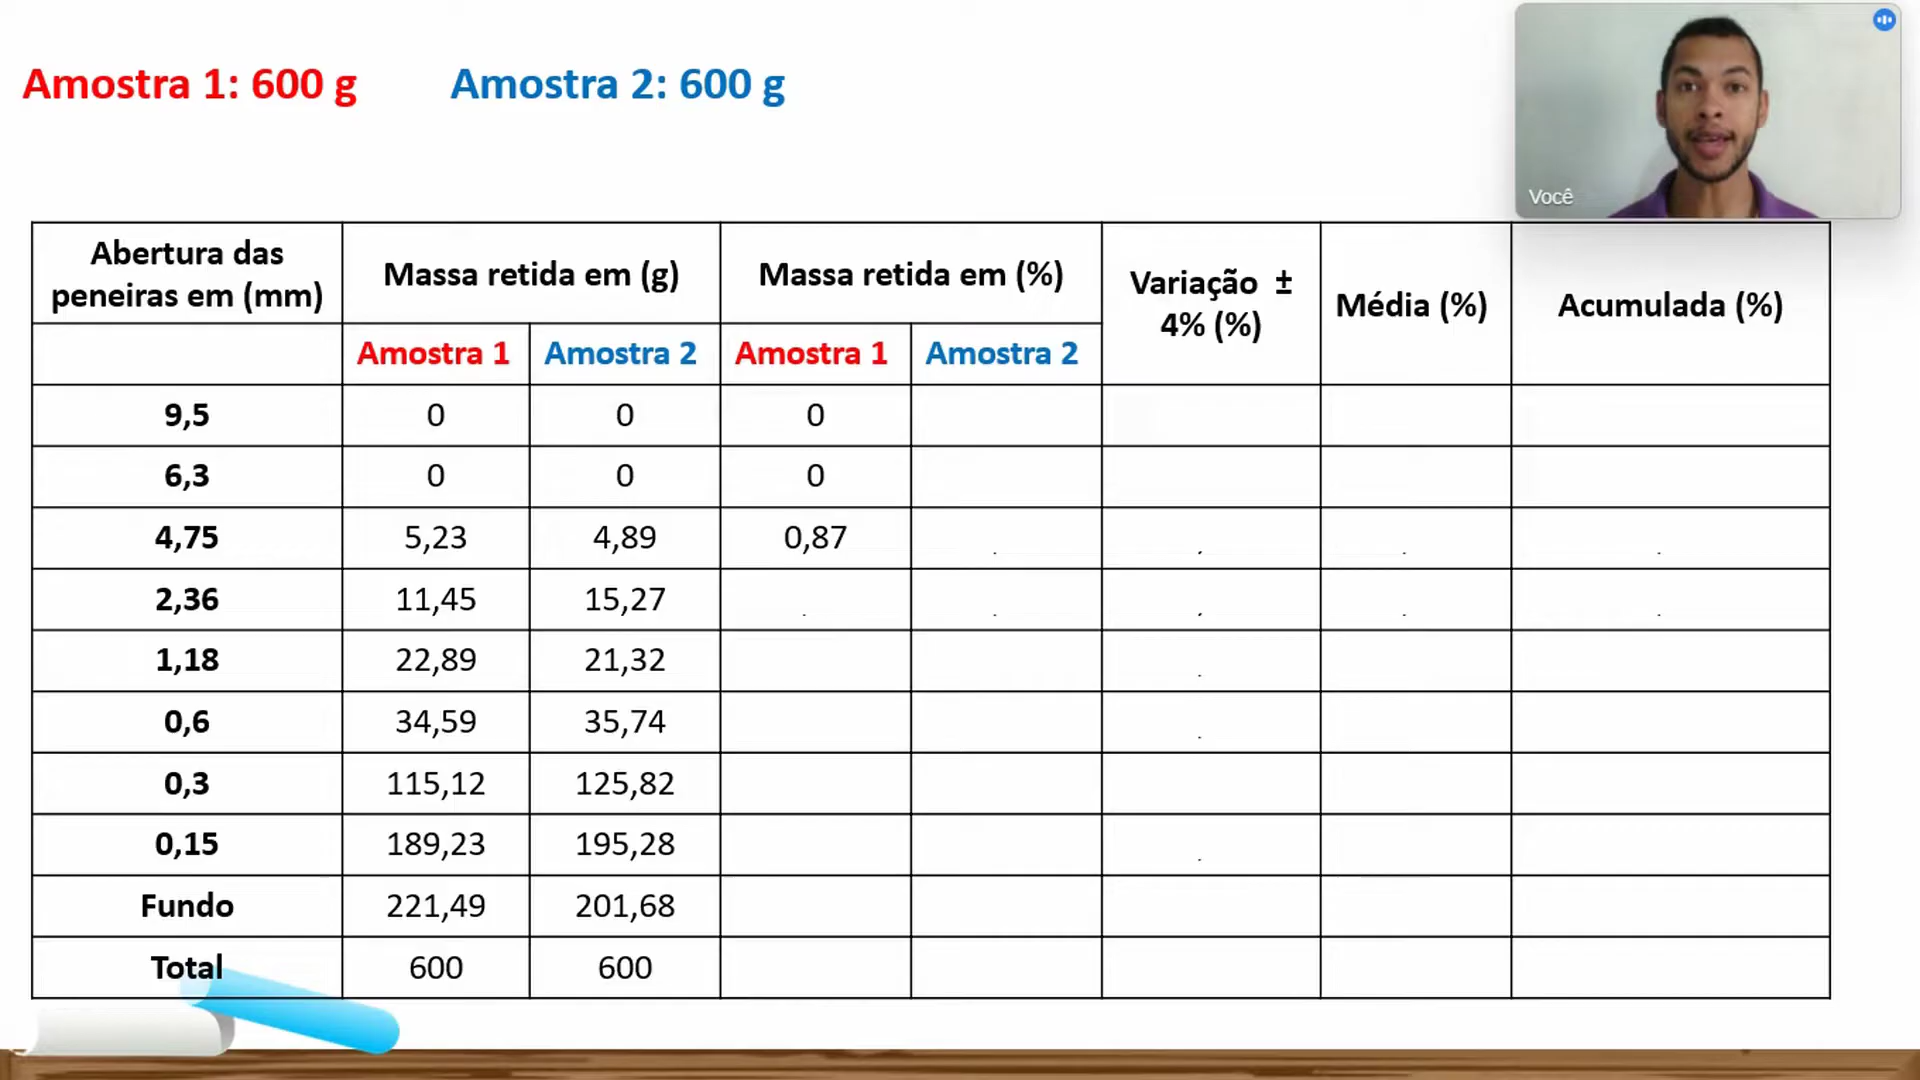 Amostra 1: 600 g
Amostra 2: 600 g
Você
Abertura das
peneiras em (mm)
Massa retida em (g)
Massa retida em (%)
Variação ±
4% (%)
Média (%)
Acumulada (%)
Amostra 1
Amostra 2
Amostra 1
Amostra 2
9,5 0 0 0
6,3 0 0 0
4,75 5,23 4,89 0,87
2,36 11,45 15,27
1,18 22,89 21,32
0,6 34,59 35,74
0,3 115,12 125,82
0,15 189,23 195,28
Fundo 221,49 201,68
Total 600 600